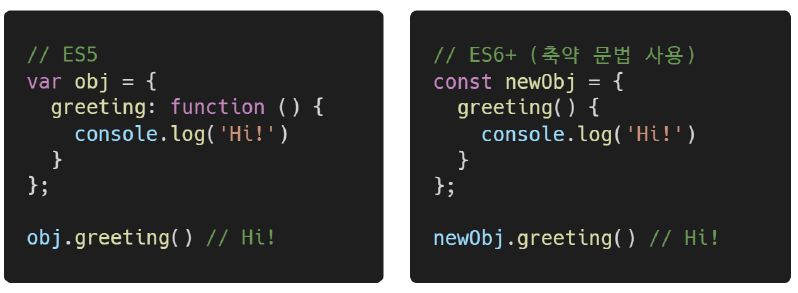 // ES5
var obj = {
  greeting: function () {
    console.log('Hi!')
  }
};
obj.greeting() // Hi!
// ES6+ (축약 문법 사용)
const newObj = {
  greeting() {
    console.log('Hi!')
  }
};
newObj.greeting() // Hi!